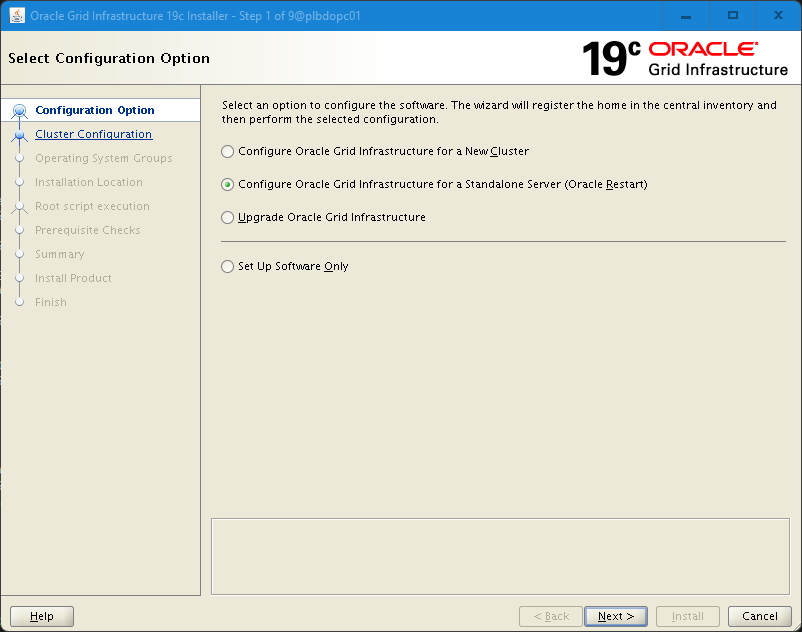 Oracle Grid Infrastructure 19c Installer - Step 1 of 9@plbdopc01
Select Configuration Option
19c ORACLE
Grid Infrastructure
Configuration Option
Cluster Configuration
Operating System Groups
Installation Location
Root script execution
Prerequisite Checks
Summary
Install Product
Finish
Select an option to configure the software. The wizard will register the home in the central inventory and
then perform the selected configuration.
Configure Oracle Grid Infrastructure for a New Cluster
Configure Oracle Grid Infrastructure for a Standalone Server (Oracle Restart)
Upgrade Oracle Grid Infrastructure
Set Up Software Only
Help
< Back
Next >
Install
Cancel